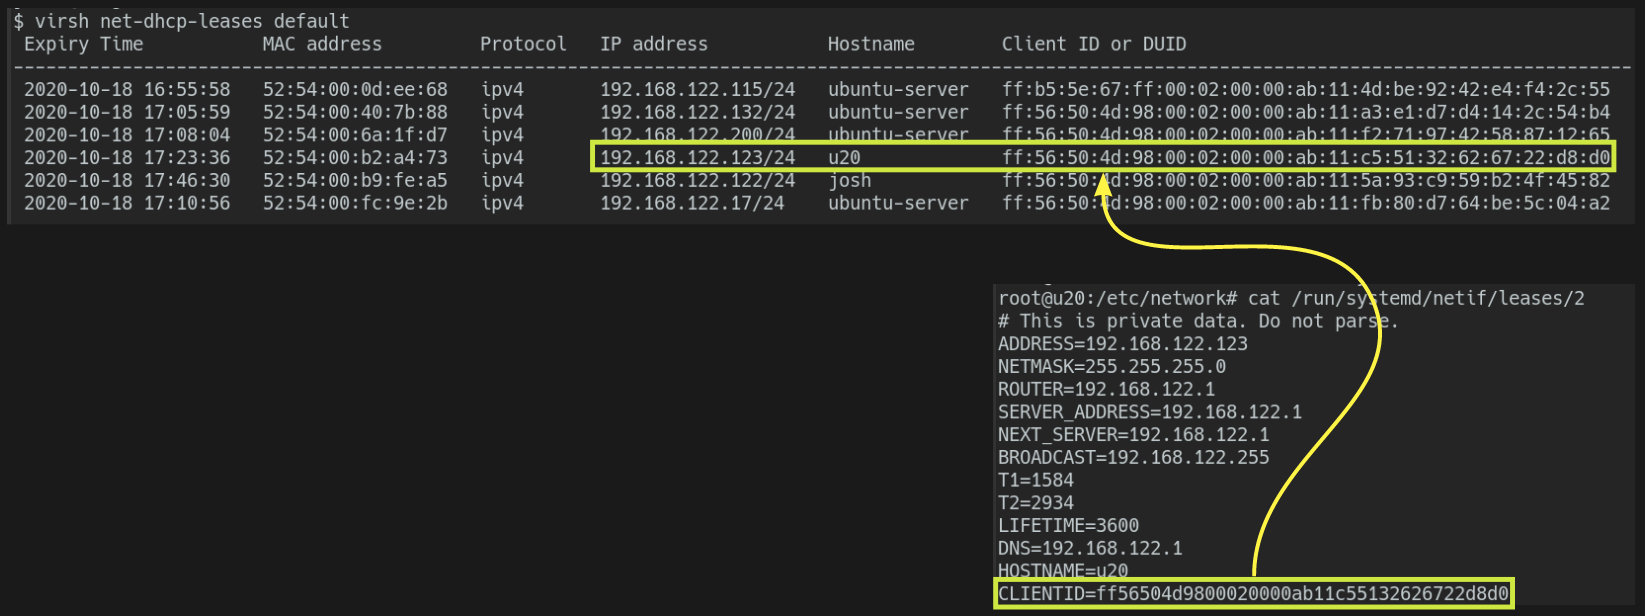 $ virsh net-dhcp-leases default
Expiry Time MAC address Protocol IP address Hostname Client ID or DUID
2020-10-18 16:55:58 52:54:00:0d:ee:68 ipv4 192.168.122.115/24 ubuntu-server ff:b5:5e:67:ff:00:02:00:00:ab:11:4d:be:92:42:e4:f4:2c:55
2020-10-18 17:05:59 52:54:00:40:7b:88 ipv4 192.168.122.132/24 ubuntu-server ff:56:50:4d:98:00:02:00:00:ab:11:a3:e1:d7:d4:14:2c:54:b4
2020-10-18 17:08:04 52:54:00:6a:1f:d7 ipv4 192.168.122.200/24 ubuntu-server ff:56:50:4d:98:00:02:00:00:ab:11:f2:71:97:42:58:87:12:65
2020-10-18 17:23:36 52:54:00:b2:a4:73 ipv4 192.168.122.123/24 u20 ff:56:50:4d:98:00:02:00:00:ab:11:c5:51:32:62:67:22:d8:d0
2020-10-18 17:46:30 52:54:00:b9:fe:a5 ipv4 192.168.122.122/24 josh ff:56:50:4d:98:00:02:00:00:ab:11:5a:93:c9:59:b2:4f:45:82
2020-10-18 17:10:56 52:54:00:fc:9e:2b ipv4 192.168.122.17/24 ubuntu-server ff:56:50:4d:98:00:02:00:00:ab:11:fb:80:d7:64:be:5c:04:a2
root@u20:/etc/network# cat /run/systemd/netif/leases/2
# This is private data. Do not parse.
ADDRESS=192.168.122.123
NETMASK=255.255.255.0
ROUTER=192.168.122.1
SERVER_ADDRESS=192.168.122.1
NEXT_SERVER=192.168.122.1
BROADCAST=192.168.122.255
T1=1584
T2=2934
LIFETIME=3600
DNS=192.168.122.1
HOSTNAME=u20
CLIENTID=ff56504d9800020000ab11c55132626722d8d0